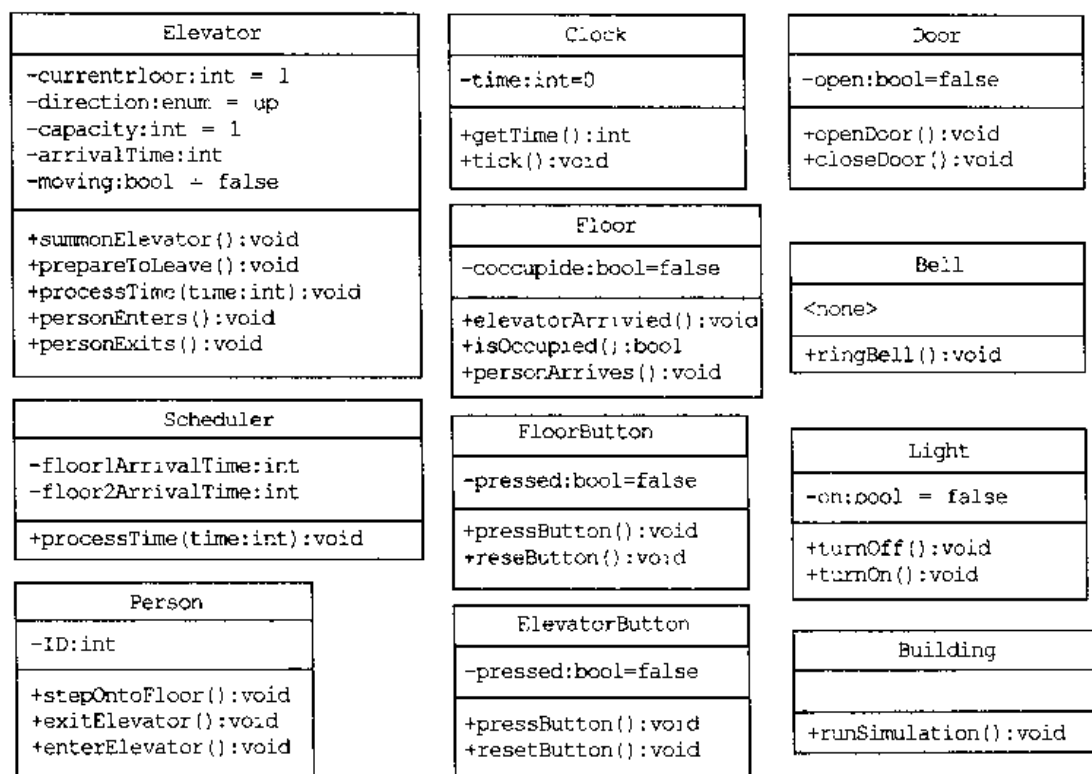 Elevator
-currentrloor:int = 1
-direction:enum = up
-capacity:int = 1
-arrivalTime:int
-moving:bool = false
+summonElevator():void
+prepareToLeave():void
+processTime(time:int):void
+personEnters():void
+personExits():void
Scheduler
-floor1ArrivalTime:int
-floor2ArrivalTime:int
+processTime(time:int):void
Person
-ID:int
+stepOntoFloor():void
+exitElevator():void
+enterElevator():void
Clock
-time:int=0
+getTime():int
+tick():void
Floor
-coccupide:bool=false
+elevatorArrivied():void
+isOccupied():bool
+personArrives():void
FloorButton
-pressed:bool=false
+pressButton():void
+reseButton():void
ElevatorButton
-pressed:bool=false
+pressButton():void
+resetButton():void
Door
-open:bool=false
+openDoor():void
+closeDoor():void
Bell
<none>
+ringBell():void
Light
-on:bool = false
+turnOff():void
+turnOn():void
Building
+runSimulation():void